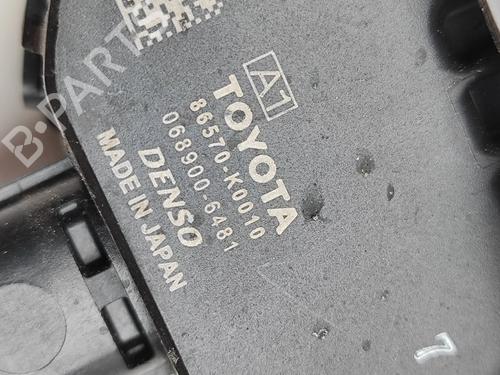 A1
TOYOTA
86570-K0010
068900-6481
DENSO
MADE IN JAPAN
B-PARTS